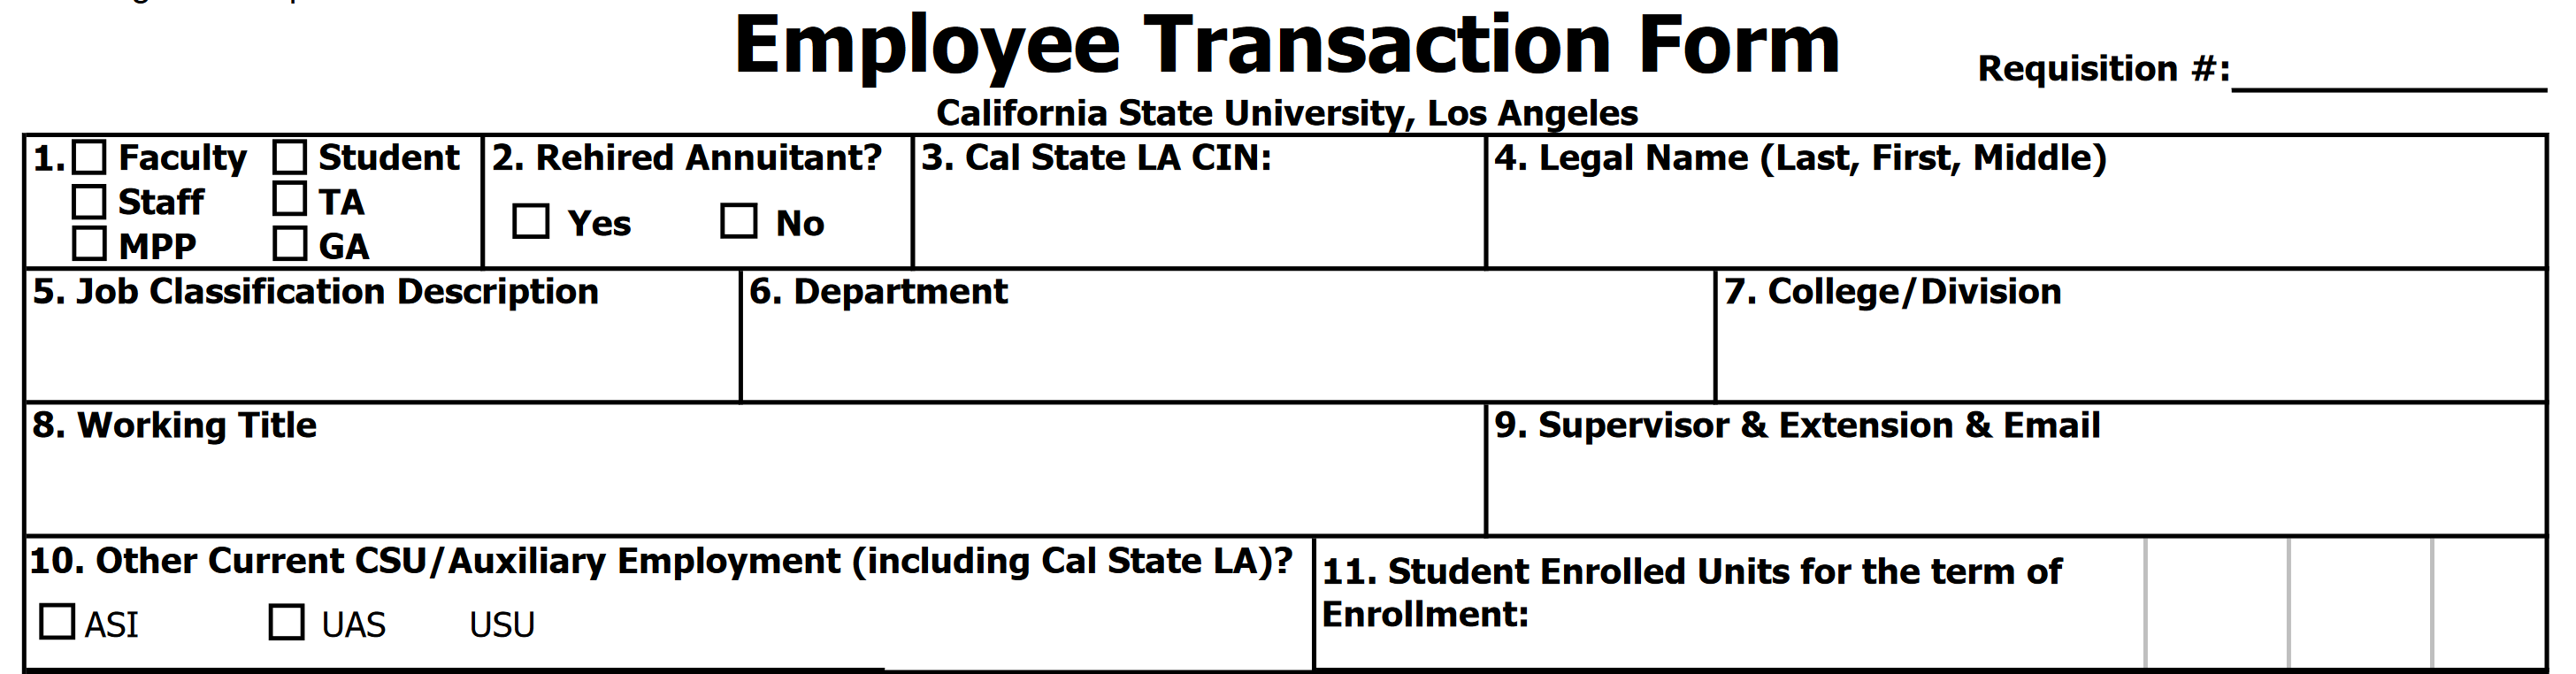 Employee Transaction Form
Requisition #:
California State University, Los Angeles
1. Faculty Student
Staff TA
MPP GA
2. Rehired Annuitant?
Yes No
3. Cal State LA CIN:
4. Legal Name (Last, First, Middle)
5. Job Classification Description
6. Department
7. College/Division
8. Working Title
9. Supervisor & Extension & Email
10. Other Current CSU/Auxiliary Employment (including Cal State LA)?
ASI UAS USU
11. Student Enrolled Units for the term of
Enrollment: